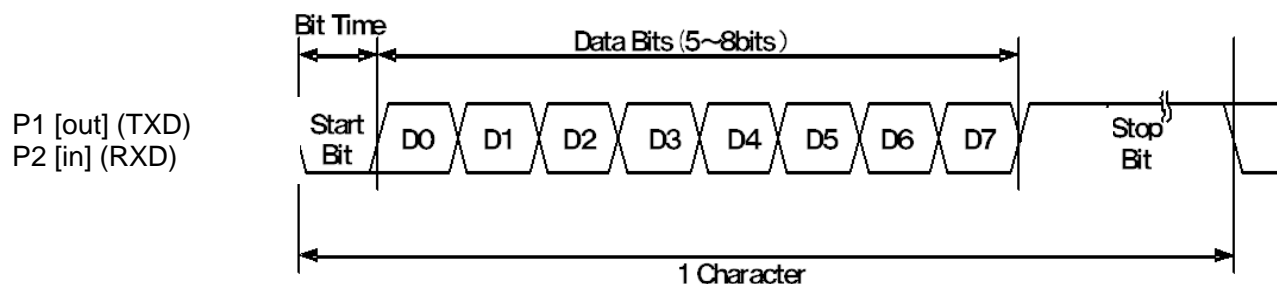 Bit Time
Data Bits (5～8bits)
P1 [out] (TXD)
P2 [in] (RXD)
Start
Bit
D0
D1
D2
D3
D4
D5
D6
D7
Stop
Bit
1 Character